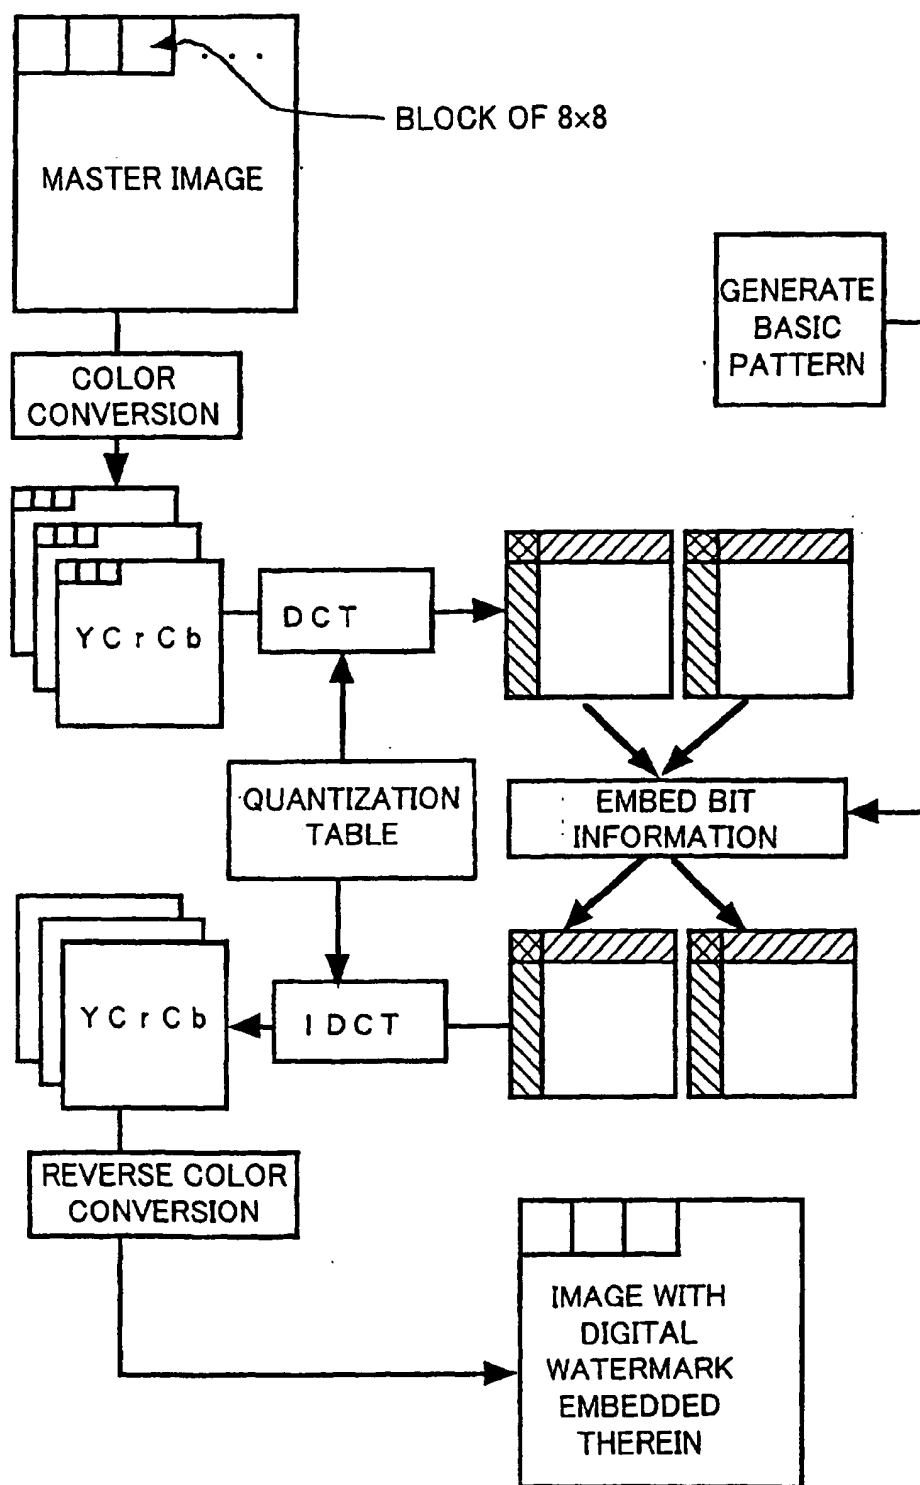 BLOCK OF 8×8
MASTER IMAGE
GENERATE
BASIC
PATTERN
COLOR
CONVERSION
YCrCb
DCT
QUANTIZATION
TABLE
EMBED BIT
INFORMATION
YCrCb
IDCT
REVERSE COLOR
CONVERSION
IMAGE WITH
DIGITAL
WATERMARK
EMBEDDED
THEREIN